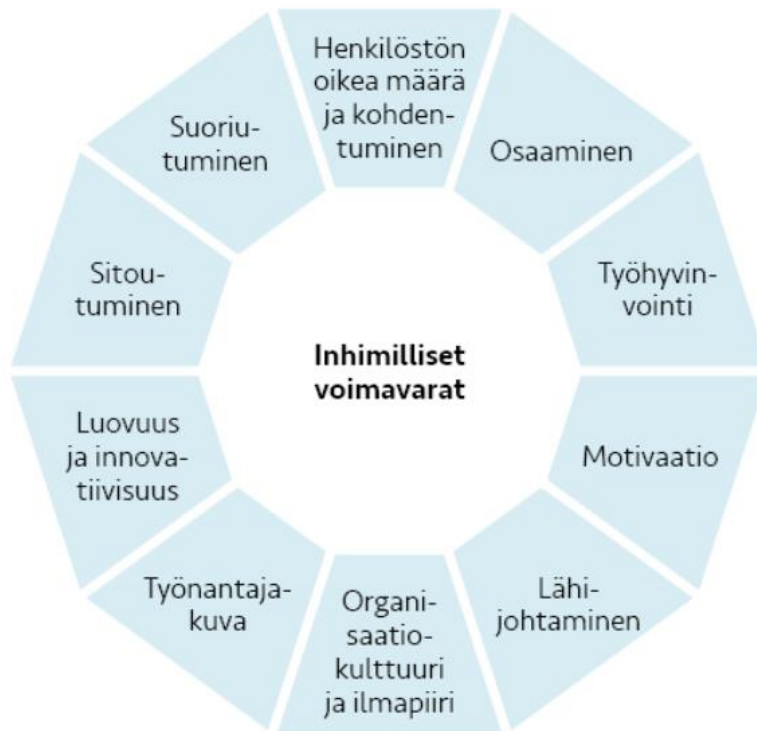 Henkilöstön
oikea määrä
ja kohden-
tuminen
Osaaminen
Työhyvin-
vointi
Motivaatio
Lähi-
johtaminen
Organi-
saatio-
kulttuuri
ja ilmapiiri
Työnantaja-
kuva
Luovuus
ja innova-
tiivisuus
Sitou-
tuminen
Suoriu-
tuminen
Inhimilliset
voimavarat